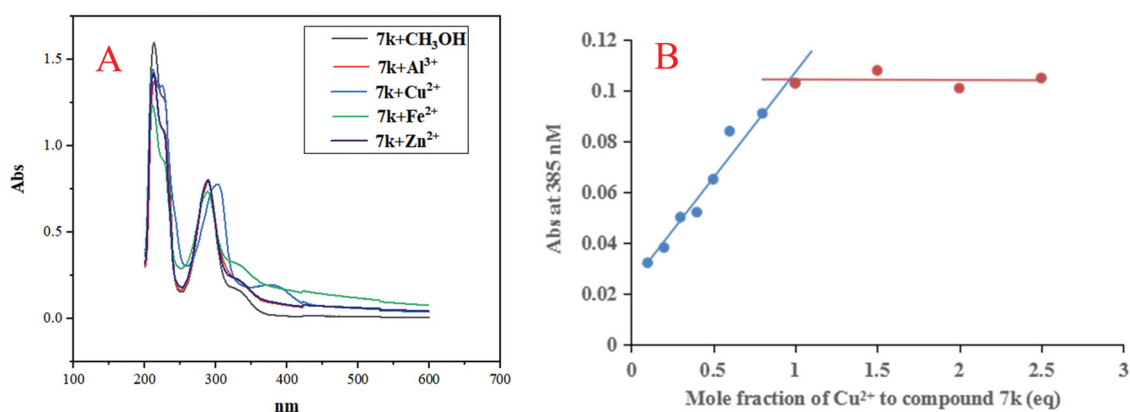 A
7k+CH₃OH
7k+Al³⁺
7k+Cu²⁺
7k+Fe²⁺
7k+Zn²⁺
Abs
1.5
1.0
0.5
0.0
100
200
300
400
500
600
700
nm
B
Abs at 385 nM
0.12
0.1
0.08
0.06
0.04
0.02
0
0
0.5
1
1.5
2
2.5
3
Mole fraction of Cu²⁺ to compound 7k (eq)